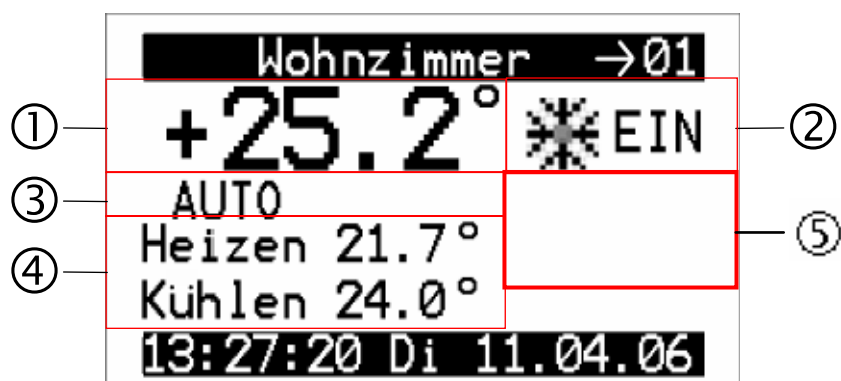 Wohnzimmer →01
① +25.2° EIN ②
③ AUTO
Heizen 21.7° ⑤
④ Kühlen 24.0°
13:27:20 Di 11.04.06